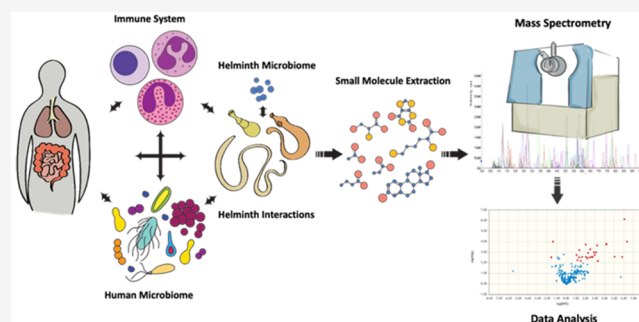 Immune System
Mass Spectrometry
Helminth Microbiome
Small Molecule Extraction
Helminth Interactions
Human Microbiome
Data Analysis